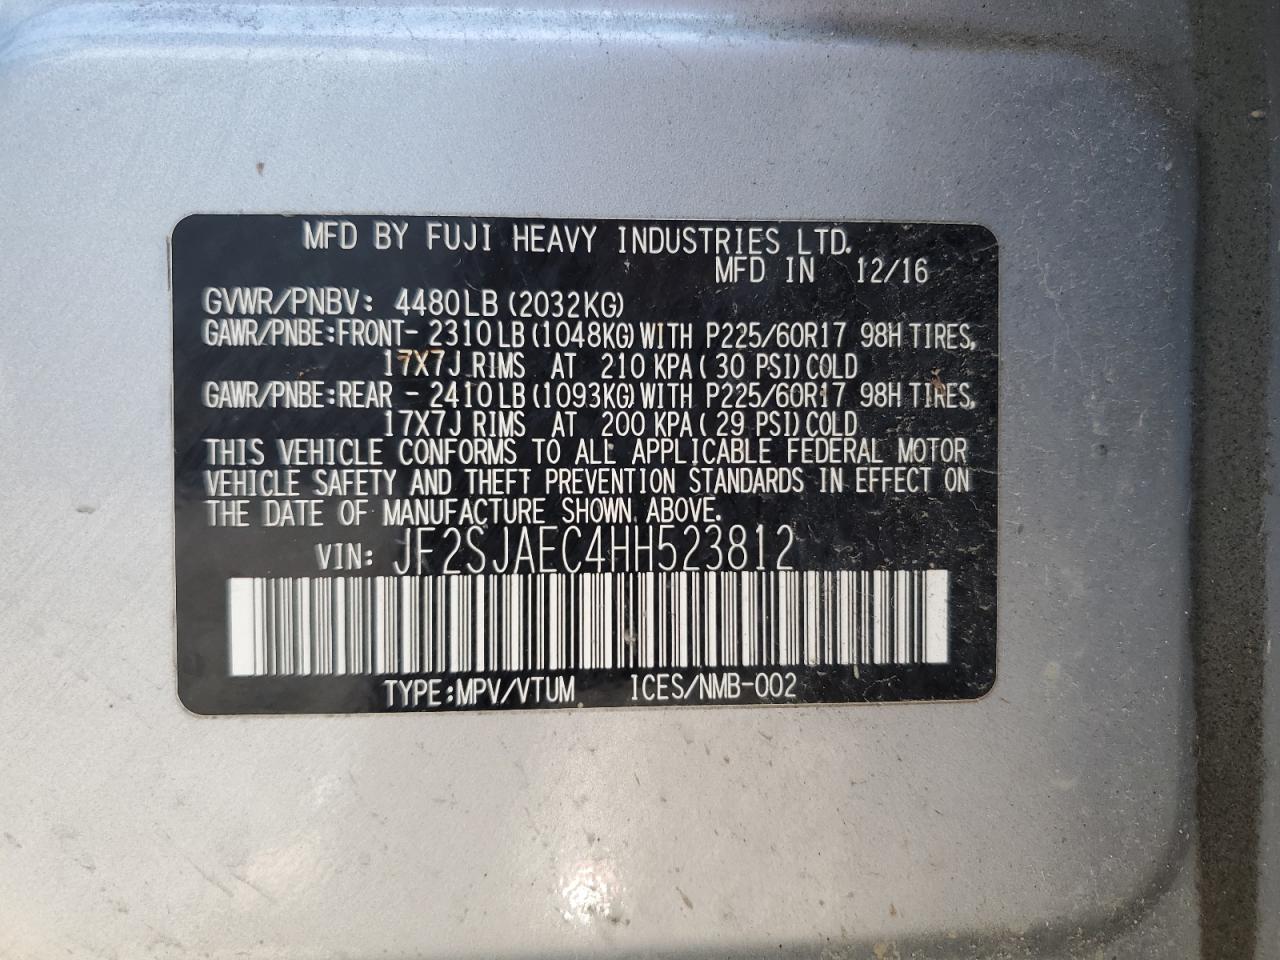 MFD BY FUJI HEAVY INDUSTRIES LTD.
MFD IN 12/16
GVWR/PNBV: 4480LB (2032KG)
GAWR/PNBE:FRONT- 2310 LB (1048KG) WITH P225/60R17 98H TIRES,
17X7J RIMS AT 210 KPA ( 30 PSI) COLD
GAWR/PNBE:REAR - 2410 LB (1093KG) WITH P225/60R17 98H TIRES,
17X7J RIMS AT 200 KPA ( 29 PSI) COLD
THIS VEHICLE CONFORMS TO ALL APPLICABLE FEDERAL MOTOR
VEHICLE SAFETY AND THEFT PREVENTION STANDARDS IN EFFECT ON
THE DATE OF MANUFACTURE SHOWN ABOVE.
VIN: JF2SJAEC4HH523812
TYPE:MPV/VTUM ICES/NMB-002